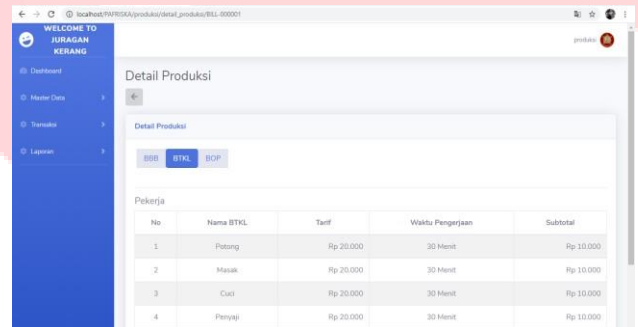 localhost/PAFRISKA/produksi/detail_produksi/BILL-000001
WELCOME TO
JURAGAN
KERANG
produksi
Dashboard
Master Data
Transaksi
Laporan
Detail Produksi
Detail Produksi
BBB BTKL BOP
Pekerja
No Nama BTKL Tarif Waktu Pengerjaan Subtotal
1 Potong Rp 20.000 30 Menit Rp 10.000
2 Masak Rp 20.000 30 Menit Rp 10.000
3 Cuci Rp 20.000 30 Menit Rp 10.000
4 Penyaji Rp 20.000 30 Menit Rp 10.000